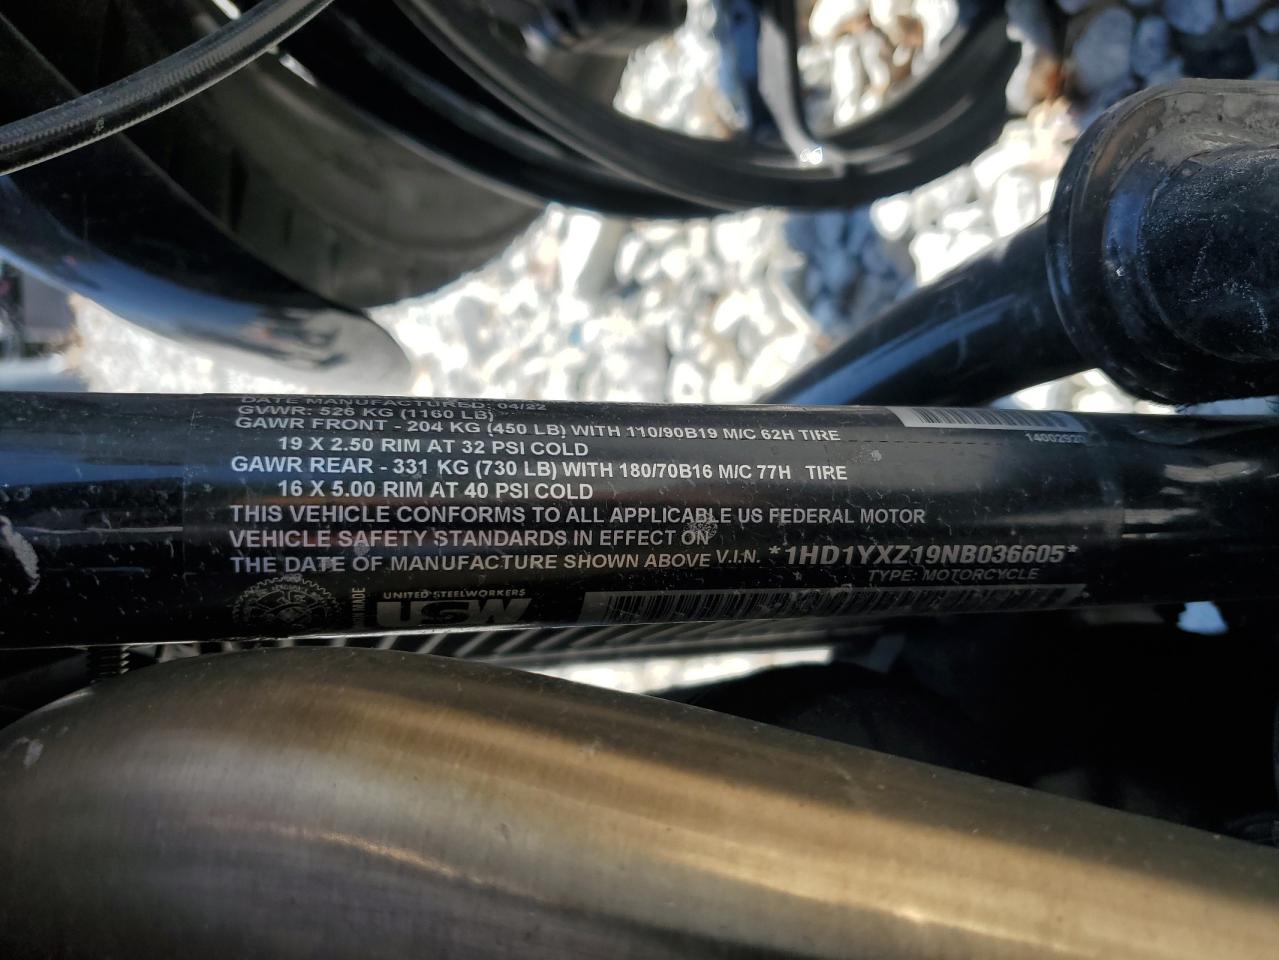 DATE MANUFACTURED: 04/22
GVWR: 526 KG (1160 LB)
GAWR FRONT - 204 KG (450 LB) WITH 110/90B19 M/C 62H TIRE
19 X 2.50 RIM AT 32 PSI COLD
GAWR REAR - 331 KG (730 LB) WITH 180/70B16 M/C 77H TIRE
16 X 5.00 RIM AT 40 PSI COLD
THIS VEHICLE CONFORMS TO ALL APPLICABLE US FEDERAL MOTOR
VEHICLE SAFETY STANDARDS IN EFFECT ON
THE DATE OF MANUFACTURE SHOWN ABOVE V.I.N. *1HD1YXZ19NB036605*
TYPE: MOTORCYCLE
14002920
MADE
UNITED STEELWORKERS
USW